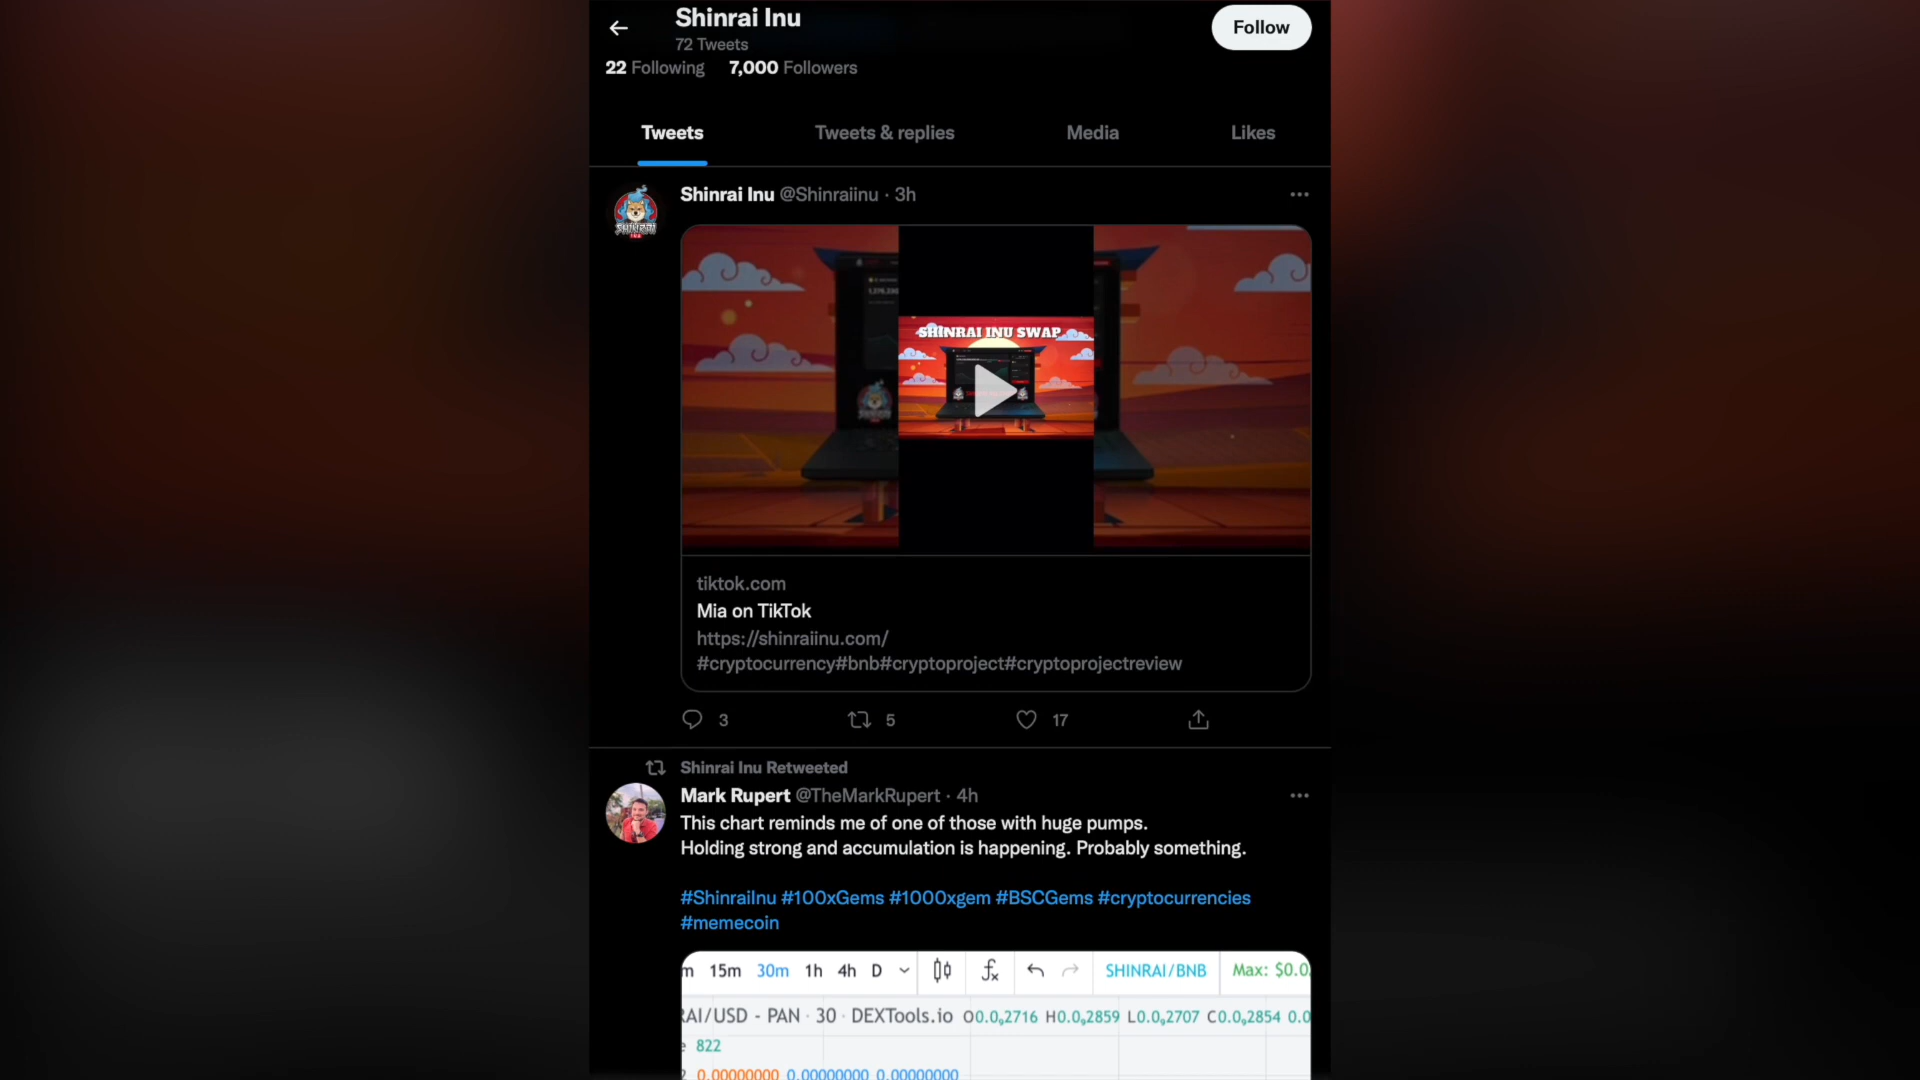 Shinrai Inu
72 Tweets
Follow
22 Following 7,000 Followers
Tweets Tweets & replies Media Likes
Shinrai Inu @Shinraiinu · 3h
SHINRAI INU SWAP
SHINRAI
INU
tiktok.com
Mia on TikTok
https://shinraiinu.com/
#cryptocurrency#bnb#cryptoproject#cryptoprojectreview
3 5 17
Shinrai Inu Retweeted
Mark Rupert @TheMarkRupert · 4h
This chart reminds me of one of those with huge pumps.
Holding strong and accumulation is happening. Probably something.
#ShinraiInu #100xGems #1000xgem #BSCGems #cryptocurrencies
#memecoin
m 15m 30m 1h 4h D SHINRAI/BNB Max: $0.0
RAI/USD - PAN · 30 · DEXTools.io O0.0₉2716 H0.0₉2859 L0.0₉2707 C0.0₉2854 0.0
e 822
2 0.00000000 0.00000000 0.00000000